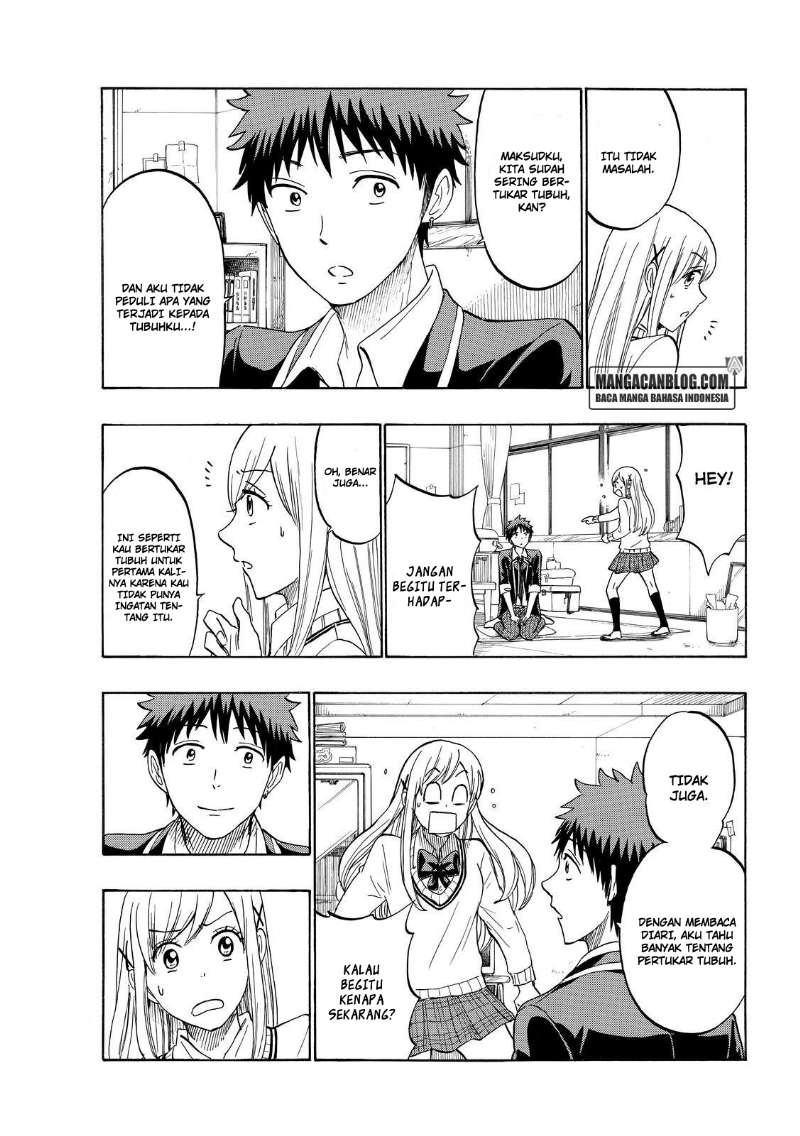 ITU TIDAK
MASALAH.
MAKSUDKU,
KITA SUDAH
SERING BER-
TUKAR TUBUH,
KAN?
DAN AKU TIDAK
PEDULI APA YANG
TERJADI KEPADA
TUBUHKU...!
MANGACANBLOG.COM
BACA MANGA BAHASA INDONESIA
HEY!
JANGAN
BEGITU TER-
HADAP-
OH, BENAR
JUGA...
INI SEPERTI
KAU BERTUKAR
TUBUH UNTUK
PERTAMA KALI-
NYA KARENA KAU
TIDAK PUNYA
INGATAN TEN-
TANG ITU.
TIDAK
JUGA.
DENGAN MEMBACA
DIARI, AKU TAHU
BANYAK TENTANG
PERTUKAR TUBUH.
KALAU
BEGITU
KENAPA
SEKARANG?